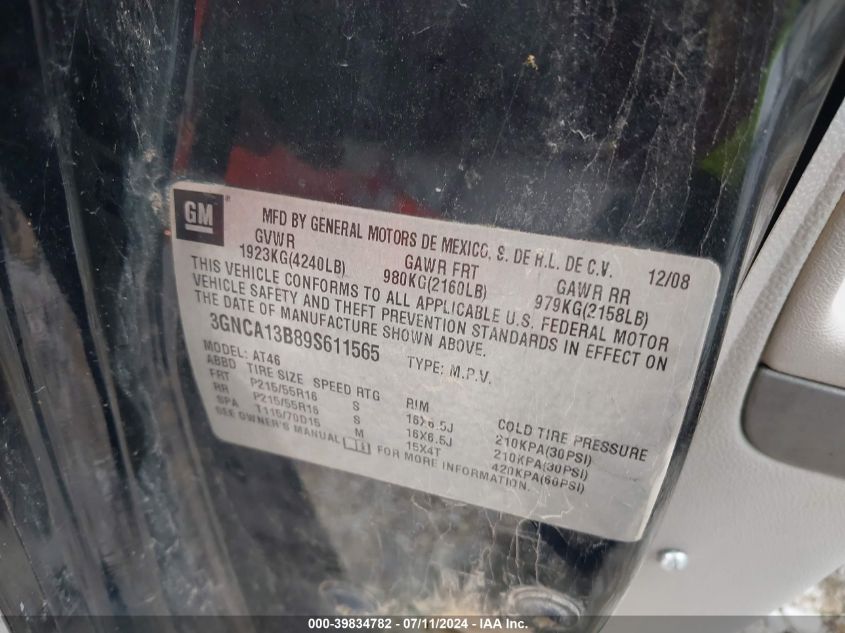 GM
MFD BY GENERAL MOTORS DE MEXICO, S. DE R.L. DE C.V. 12/08
GVWR GAWR FRT GAWR RR
1923KG(4240LB) 980KG(2160LB) 979KG(2158LB)
THIS VEHICLE CONFORMS TO ALL APPLICABLE U.S. FEDERAL MOTOR
VEHICLE SAFETY AND THEFT PREVENTION STANDARDS IN EFFECT ON
THE DATE OF MANUFACTURE SHOWN ABOVE.
3GNCA13B89S611565 TYPE: M.P.V.
MODEL: AT46
ABBD TIRE SIZE SPEED RTG RIM COLD TIRE PRESSURE
FRT P215/55R16 S 16X6.5J 210KPA(30PSI)
RR P215/55R16 S 16X6.5J 210KPA(30PSI)
SPA T115/70D15 M 15X4T 420KPA(60PSI)
SEE OWNER'S MANUAL FOR MORE INFORMATION.
000-39834782 - 07/11/2024 - IAA, Inc.